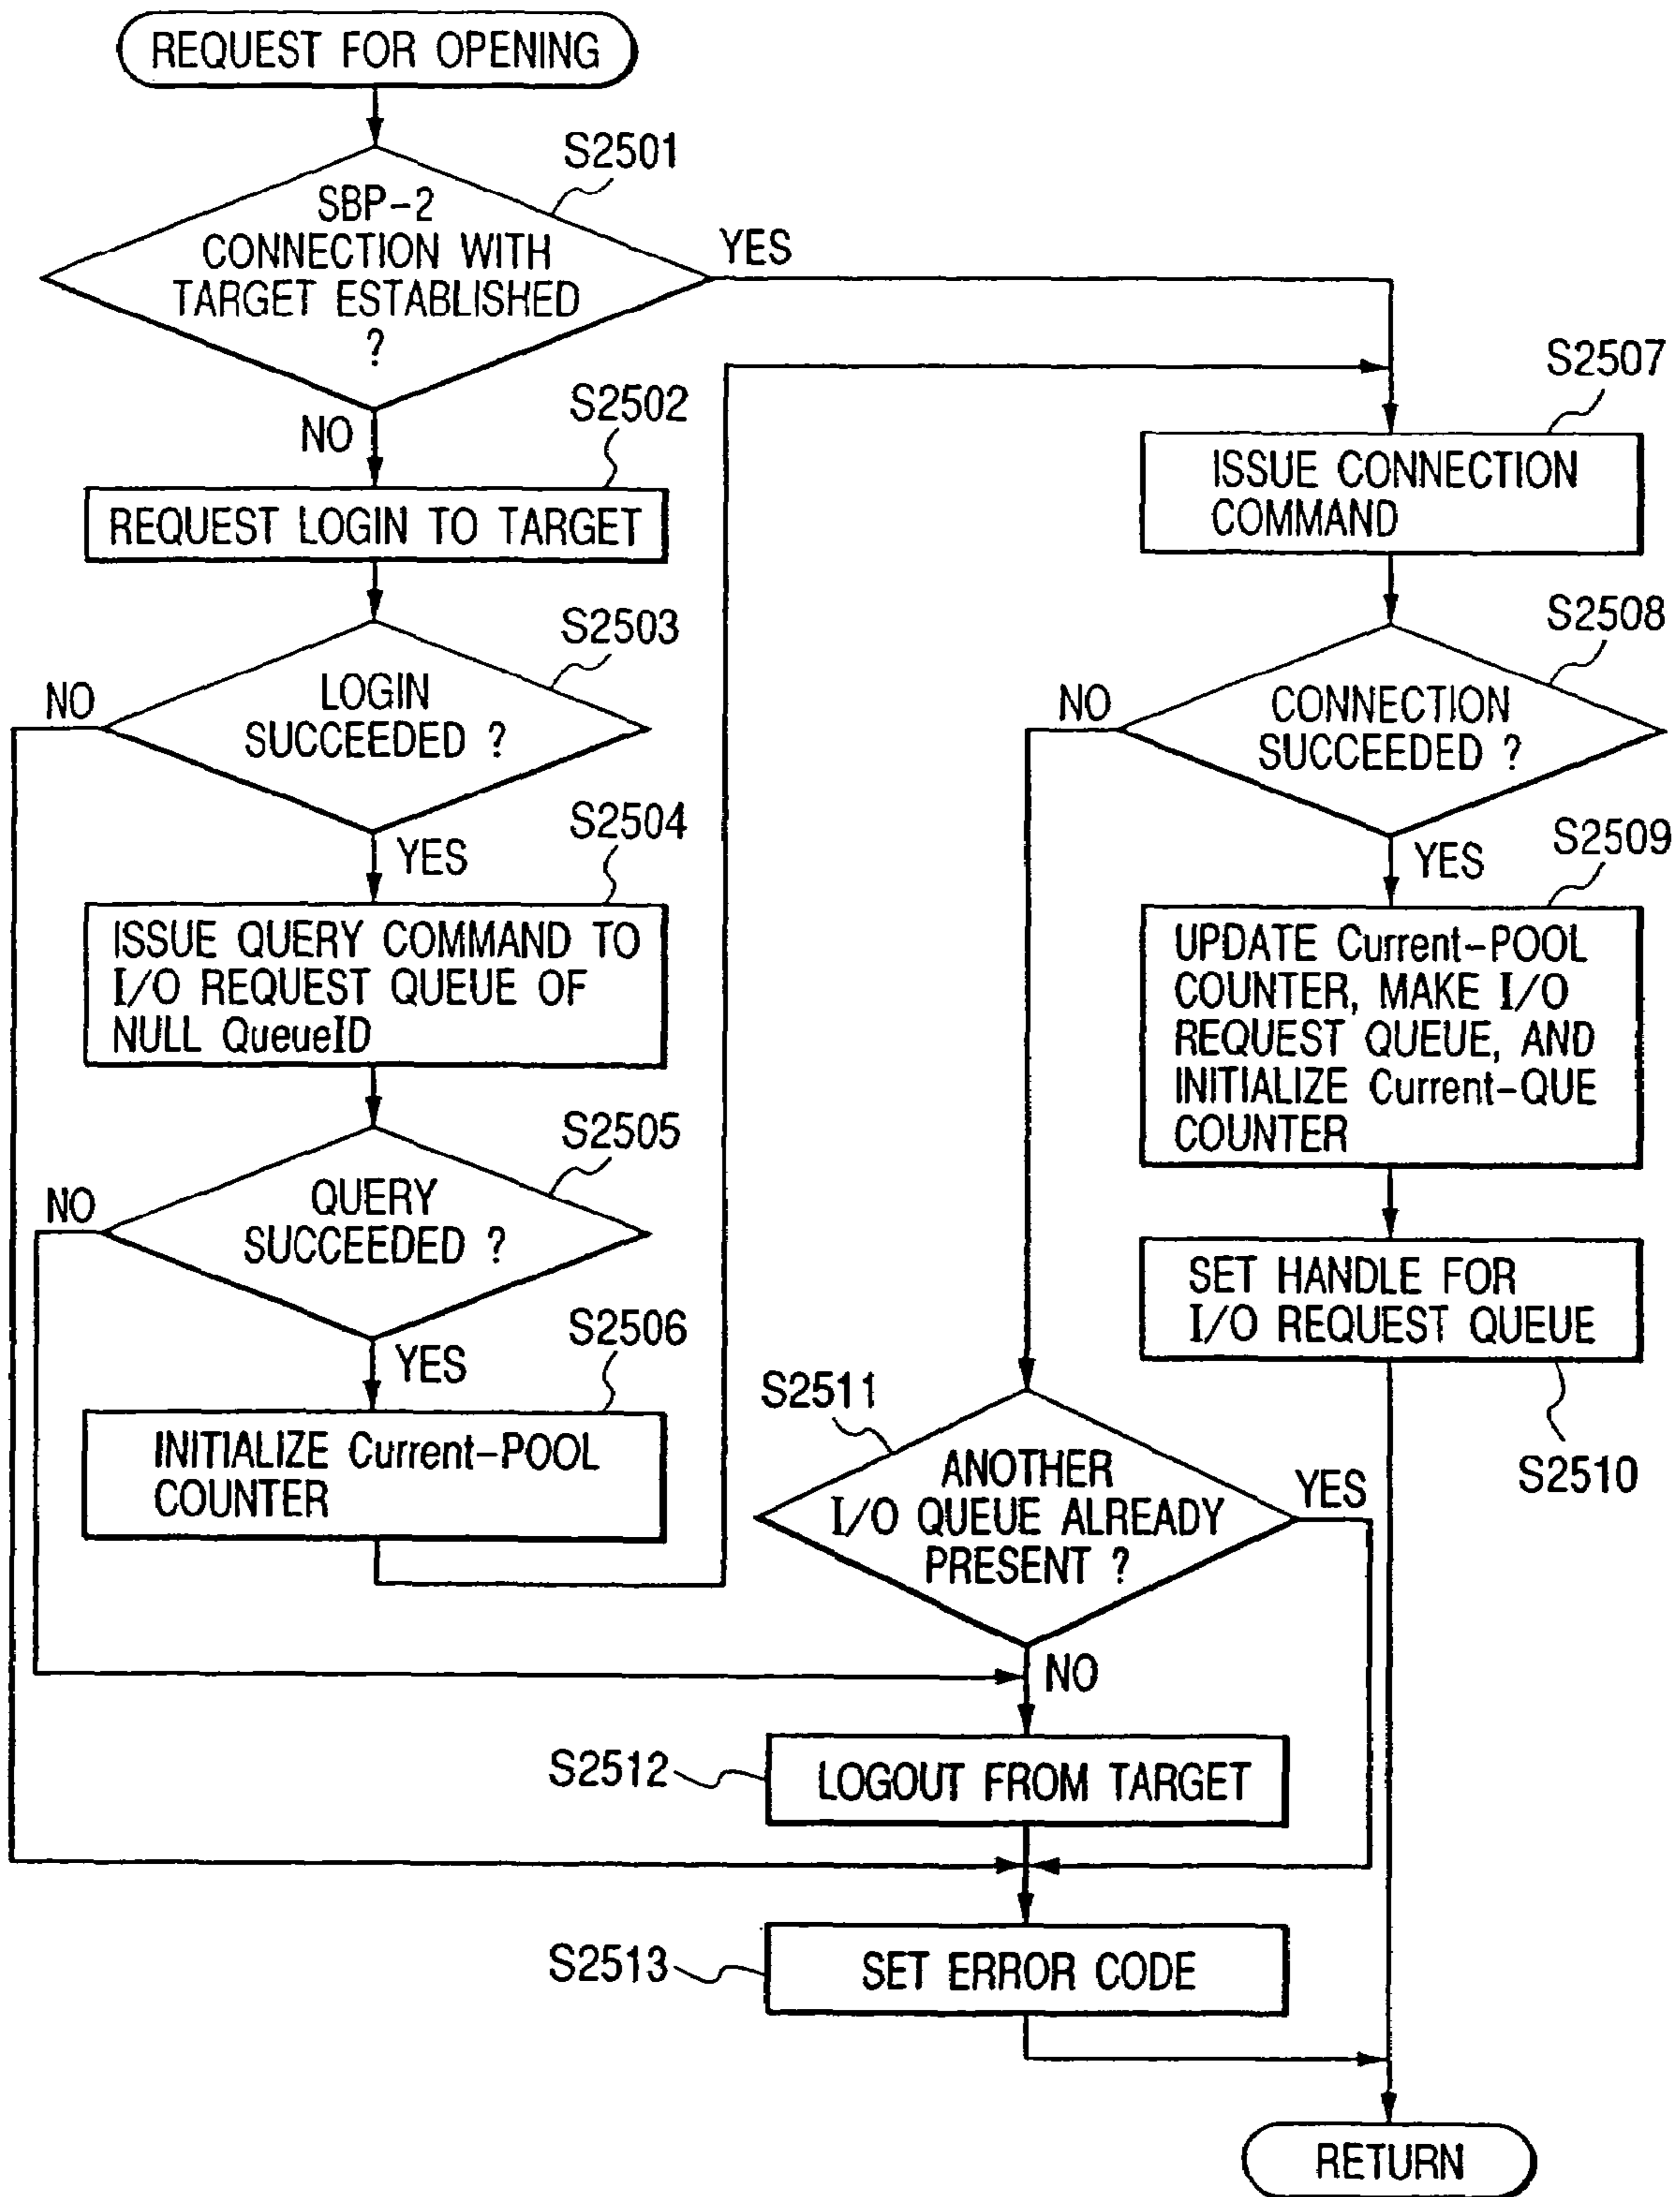 REQUEST FOR OPENING
S2501
SBP-2
CONNECTION WITH
TARGET ESTABLISHED
?
YES
NO
S2502
REQUEST LOGIN TO TARGET
S2503
LOGIN
SUCCEEDED ?
NO
YES
S2504
ISSUE QUERY COMMAND TO
I/O REQUEST QUEUE OF
NULL QueueID
S2505
QUERY
SUCCEEDED ?
NO
YES
S2506
INITIALIZE Current-POOL
COUNTER
S2507
ISSUE CONNECTION
COMMAND
S2508
CONNECTION
SUCCEEDED ?
NO
YES
S2509
UPDATE Current-POOL
COUNTER, MAKE I/O
REQUEST QUEUE, AND
INITIALIZE Current-QUE
COUNTER
SET HANDLE FOR
I/O REQUEST QUEUE
S2510
S2511
ANOTHER
I/O QUEUE ALREADY
PRESENT ?
YES
NO
S2512
LOGOUT FROM TARGET
S2513
SET ERROR CODE
RETURN